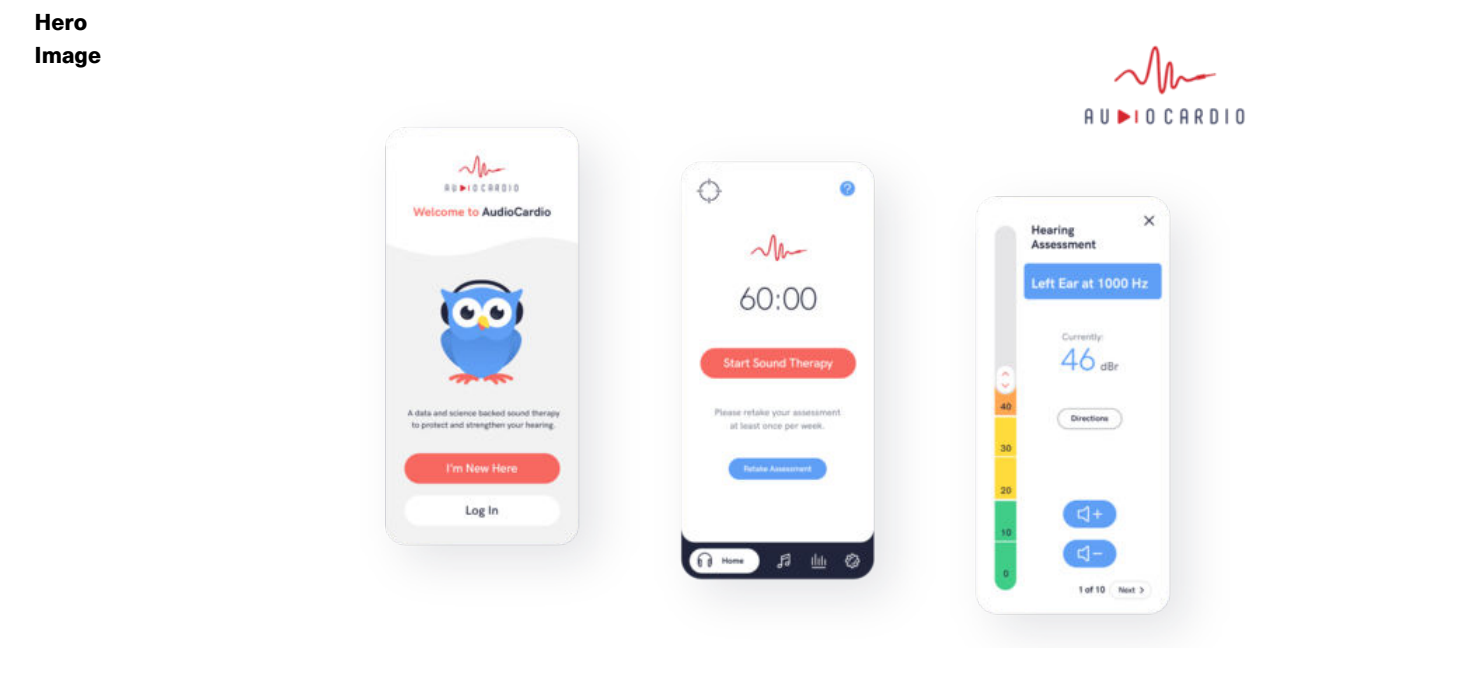 Hero
Image
AUDIOCARDIO
AUDIOCARDIO
Welcome to AudioCardio
A data and science backed sound therapy
to protect and strengthen your hearing.
I'm New Here
Log In
?
60:00
Start Sound Therapy
Please retake your assessment
at least once per week.
Retake Assessment
Home
Hearing
Assessment
Left Ear at 1000 Hz
Currently:
46 dBr
Directions
40
30
20
10
0
1 of 10 Next >